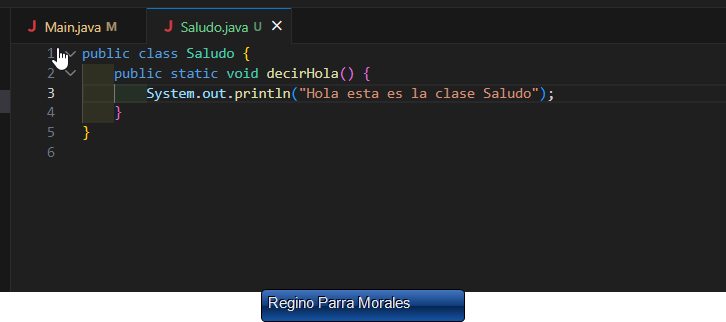 Main.java M
Saludo.java U
1 public class Saludo {
2 public static void decirHola() {
3 System.out.println("Hola esta es la clase Saludo");
4 }
5 }
6
Regino Parra Morales